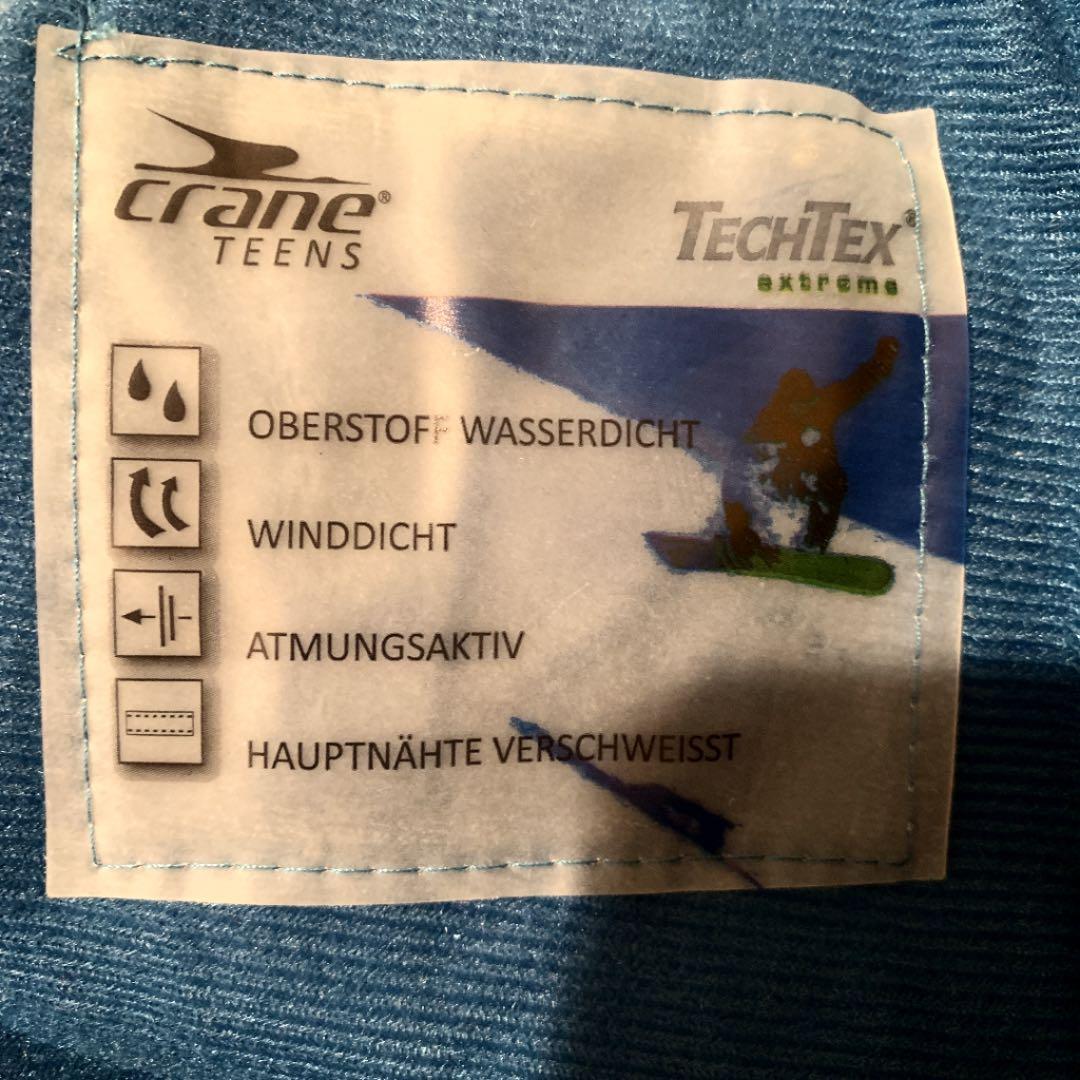 crane®
TEENS
TECHTEX®
extreme
OBERSTOFF WASSERDICHT
WINDDICHT
ATMUNGSAKTIV
HAUPTNÄHTE VERSCHWEISST